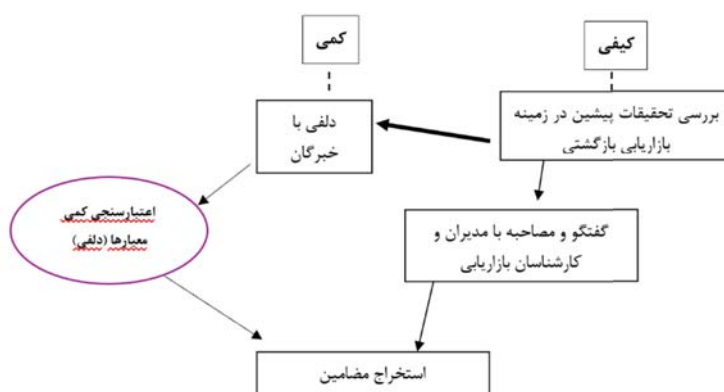 کیفی
کمی
بررسی تحقیقات پیشین در زمینه
بازاریابی بازگشتی
دلفی با
خبرگان
گفتگو و مصاحبه با مدیران و
کارشناسان بازاریابی
اعتبارسنجی کمی
معیارها (دلفی)
استخراج مضامین